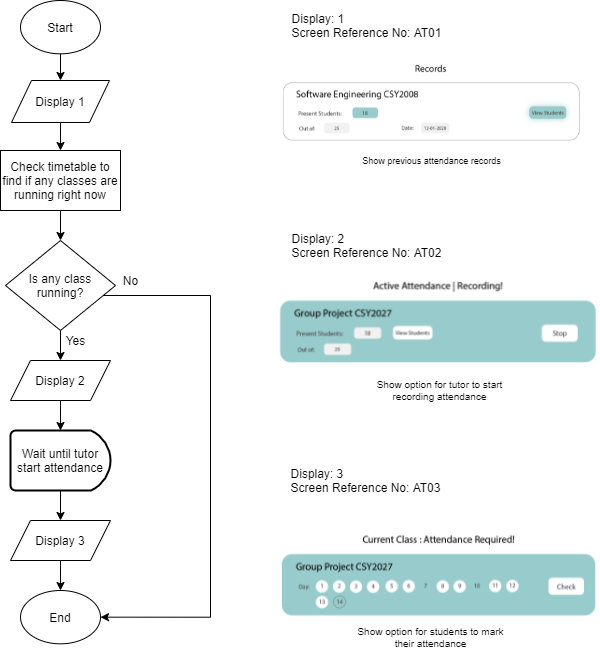 Start
Display 1
Check timetable to
find if any classes are
running right now
Is any class
running?
No
Yes
Display 2
Wait until tutor
start attendance
Display 3
End
Display: 1
Screen Reference No: AT01
Records
Software Engineering CSY2008
Present Students: 18 View Students
Out of: 25 Date: 12-01-2020
Show previous attendance records
Display: 2
Screen Reference No: AT02
Active Attendance | Recording!
Group Project CSY2027
Present Students: 18 View Students Stop
Out of: 20
Show option for tutor to start
recording attendance
Display: 3
Screen Reference No: AT03
Current Class : Attendance Required!
Group Project CSY2027
Day: 1 2 3 4 5 6 7 8 9 10 11 12 Check
13 14
Show option for students to mark
their attendance